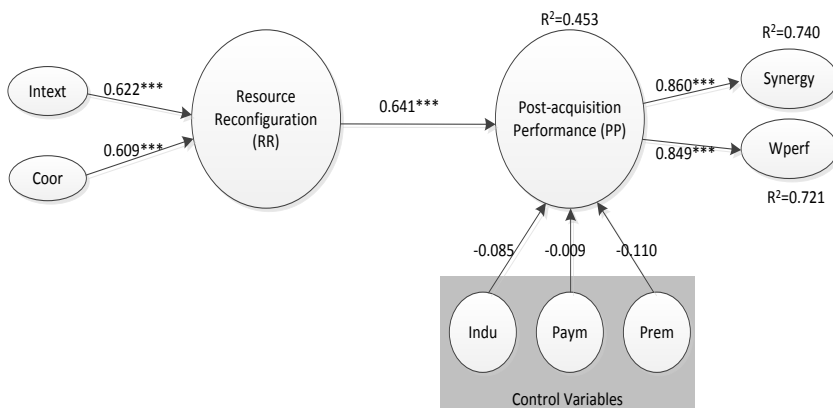 R²=0.453
R²=0.740
Intext
0.622***
Resource
Reconfiguration
(RR)
0.641***
Post-acquisition
Performance (PP)
0.860***
Synergy
Coor
0.609***
0.849***
Wperf
R²=0.721
-0.085
-0.009
-0.110
Indu
Paym
Prem
Control Variables